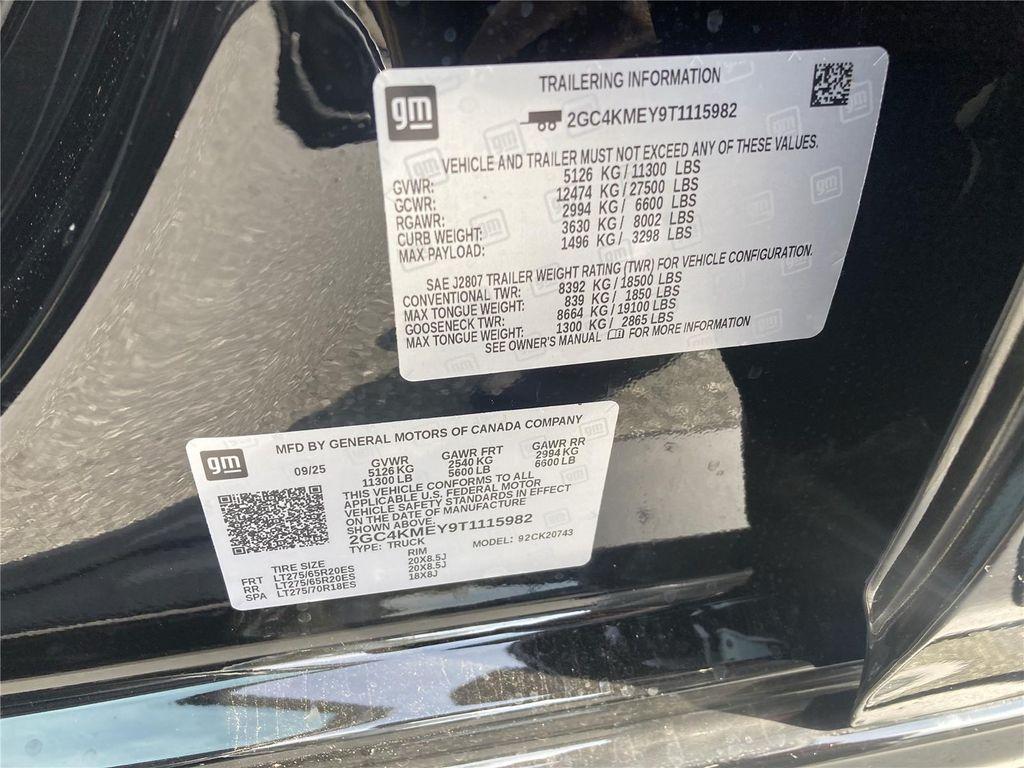 gm
TRAILERING INFORMATION
2GC4KMEY9T1115982
VEHICLE AND TRAILER MUST NOT EXCEED ANY OF THESE VALUES.
GVWR: 5126 KG / 11300 LBS
GCWR: 12474 KG / 27500 LBS
RGAWR: 2994 KG / 6600 LBS
CURB WEIGHT: 3630 KG / 8002 LBS
MAX PAYLOAD: 1496 KG / 3298 LBS
SAE J2807 TRAILER WEIGHT RATING (TWR) FOR VEHICLE CONFIGURATION.
CONVENTIONAL TWR: 8392 KG / 18500 LBS
MAX TONGUE WEIGHT: 839 KG / 1850 LBS
GOOSENECK TWR: 8664 KG / 19100 LBS
MAX TONGUE WEIGHT: 1300 KG / 2865 LBS
SEE OWNER'S MANUAL FOR MORE INFORMATION
gm
MFD BY GENERAL MOTORS OF CANADA COMPANY
09/25 GVWR GAWR FRT GAWR RR
5126 KG 2540 KG 2994 KG
11300 LB 5600 LB 6600 LB
THIS VEHICLE CONFORMS TO ALL
APPLICABLE U.S. FEDERAL MOTOR
VEHICLE SAFETY STANDARDS IN EFFECT
ON THE DATE OF MANUFACTURE
SHOWN ABOVE.
2GC4KMEY9T1115982
TYPE: TRUCK MODEL: 92CK20743
TIRE SIZE RIM
FRT LT275/65R20ES 20X8.5J
RR LT275/65R20ES 20X8.5J
SPA LT275/70R18ES 18X8J